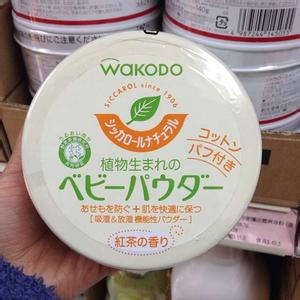 WAKODO
SICCAROL since 1906
シッカロールナチュラル
コットン
パフ付き
植物生まれの
ベビーパウダー
あせもを防ぐ+肌を快適に保つ
[吸湿&放湿 機能性パウダー]
紅茶の香り
4 987244 145055